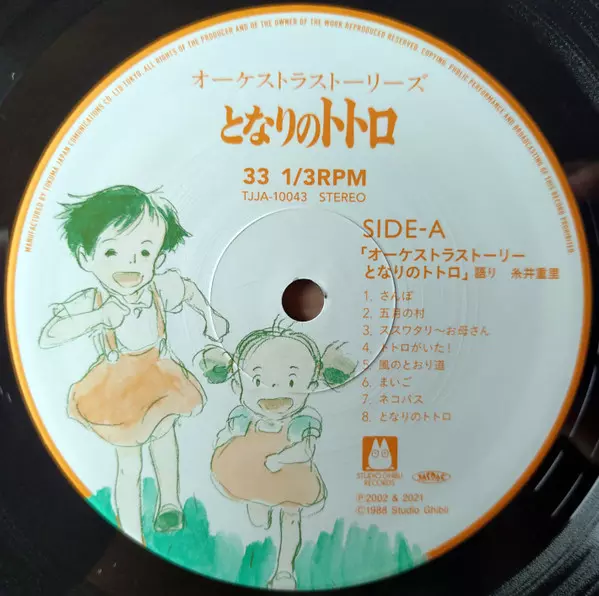 MANUFACTURED BY TOKUMA JAPAN COMMUNICATIONS CO. LTD TOKYO. ALL RIGHTS OF THE PRODUCER AND OF THE OWNER OF THE WORK REPRODUCED RESERVED. COPYING, PUBLIC PERFORMANCE AND BROADCASTING OF THIS RECORD PROHIBITED
オーケストラストーリーズ
となりのトトロ
33 1/3RPM
TJJA-10043 STEREO
SIDE-A
「オーケストラストーリー
となりのトトロ」語り 糸井重里
1. さんぽ
2. 五月の村
3. ススワタリ〜お母さん
4. トトロがいた!
5. 風のとおり道
6. まいご
7. ネコバス
8. となりのトトロ
STUDIO GHIBLI
RECORDS
Ⓟ2002 & 2021
©1988 Studio Ghibli